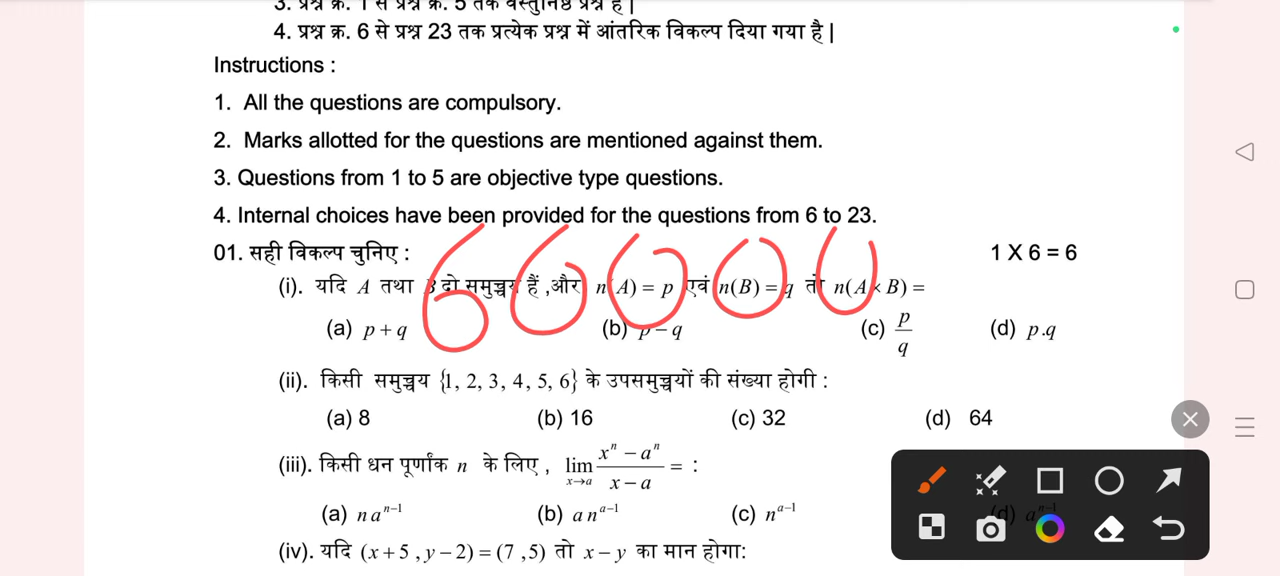 3. प्रश्न क्र. 1 से प्रश्न क्र. 5 तक वस्तुनिष्ठ प्रश्न हैं |
4. प्रश्न क्र. 6 से प्रश्न 23 तक प्रत्येक प्रश्न में आंतरिक विकल्प दिया गया है |
Instructions :
1. All the questions are compulsory.
2. Marks allotted for the questions are mentioned against them.
3. Questions from 1 to 5 are objective type questions.
4. Internal choices have been provided for the questions from 6 to 23.
01. सही विकल्प चुनिए : 1 X 6 = 6
66000
(i). यदि A तथा B दो समुच्चय हैं ,और n(A) = p एवं n(B) = q तो n(A × B) =
(a) p + q (b) p − q (c) p/q (d) p.q
(ii). किसी समुच्चय {1, 2, 3, 4, 5, 6} के उपसमुच्चयों की संख्या होगी :
(a) 8 (b) 16 (c) 32 (d) 64
(iii). किसी धन पूर्णांक n के लिए , lim x→a (xⁿ − aⁿ)/(x − a) = :
(a) n aⁿ⁻¹ (b) a nᵃ⁻¹ (c) nᵃ⁻¹ (d) aⁿ⁻¹
(iv). यदि (x + 5 , y − 2) = (7 , 5) तो x − y का मान होगा: